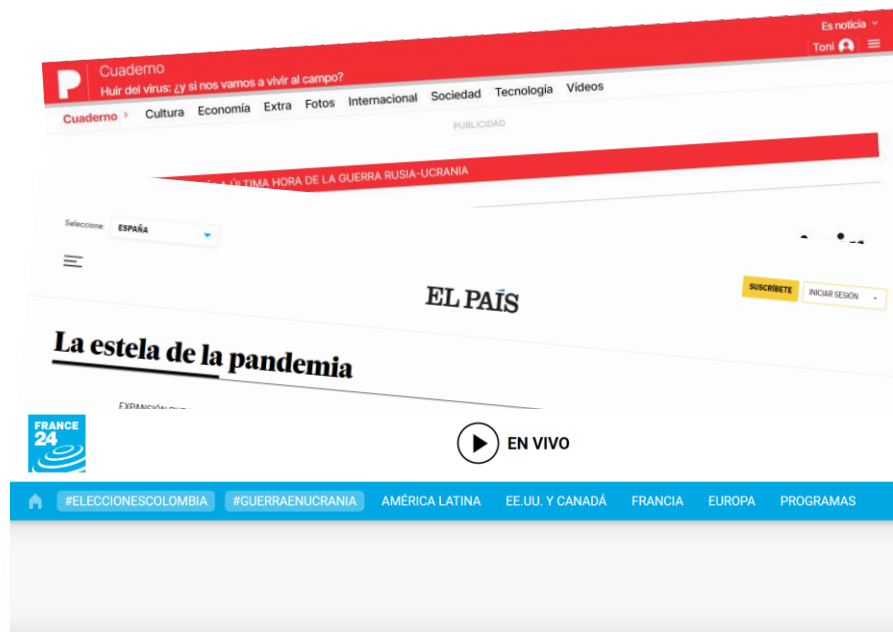 Es noticia
Cuaderno
Toni
Huir del virus: ¿y si nos vamos a vivir al campo?
Cuaderno > Cultura Economía Extra Fotos Internacional Sociedad Tecnología Vídeos
PUBLICIDAD
ÚLTIMA HORA DE LA GUERRA RUSIA-UCRANIA
Seleccione: ESPAÑA
EL PAÍS
SUSCRÍBETE INICIAR SESIÓN
La estela de la pandemia
EXPANSIÓN
FRANCE
24
EN VIVO
#ELECCIONESCOLOMBIA #GUERRAENUCRANIA AMÉRICA LATINA EE.UU. Y CANADÁ FRANCIA EUROPA PROGRAMAS